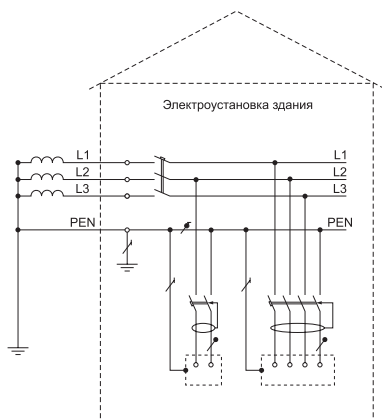 Электроустановка здания
L1 L1
L2 L2
L3 L3
PEN PEN